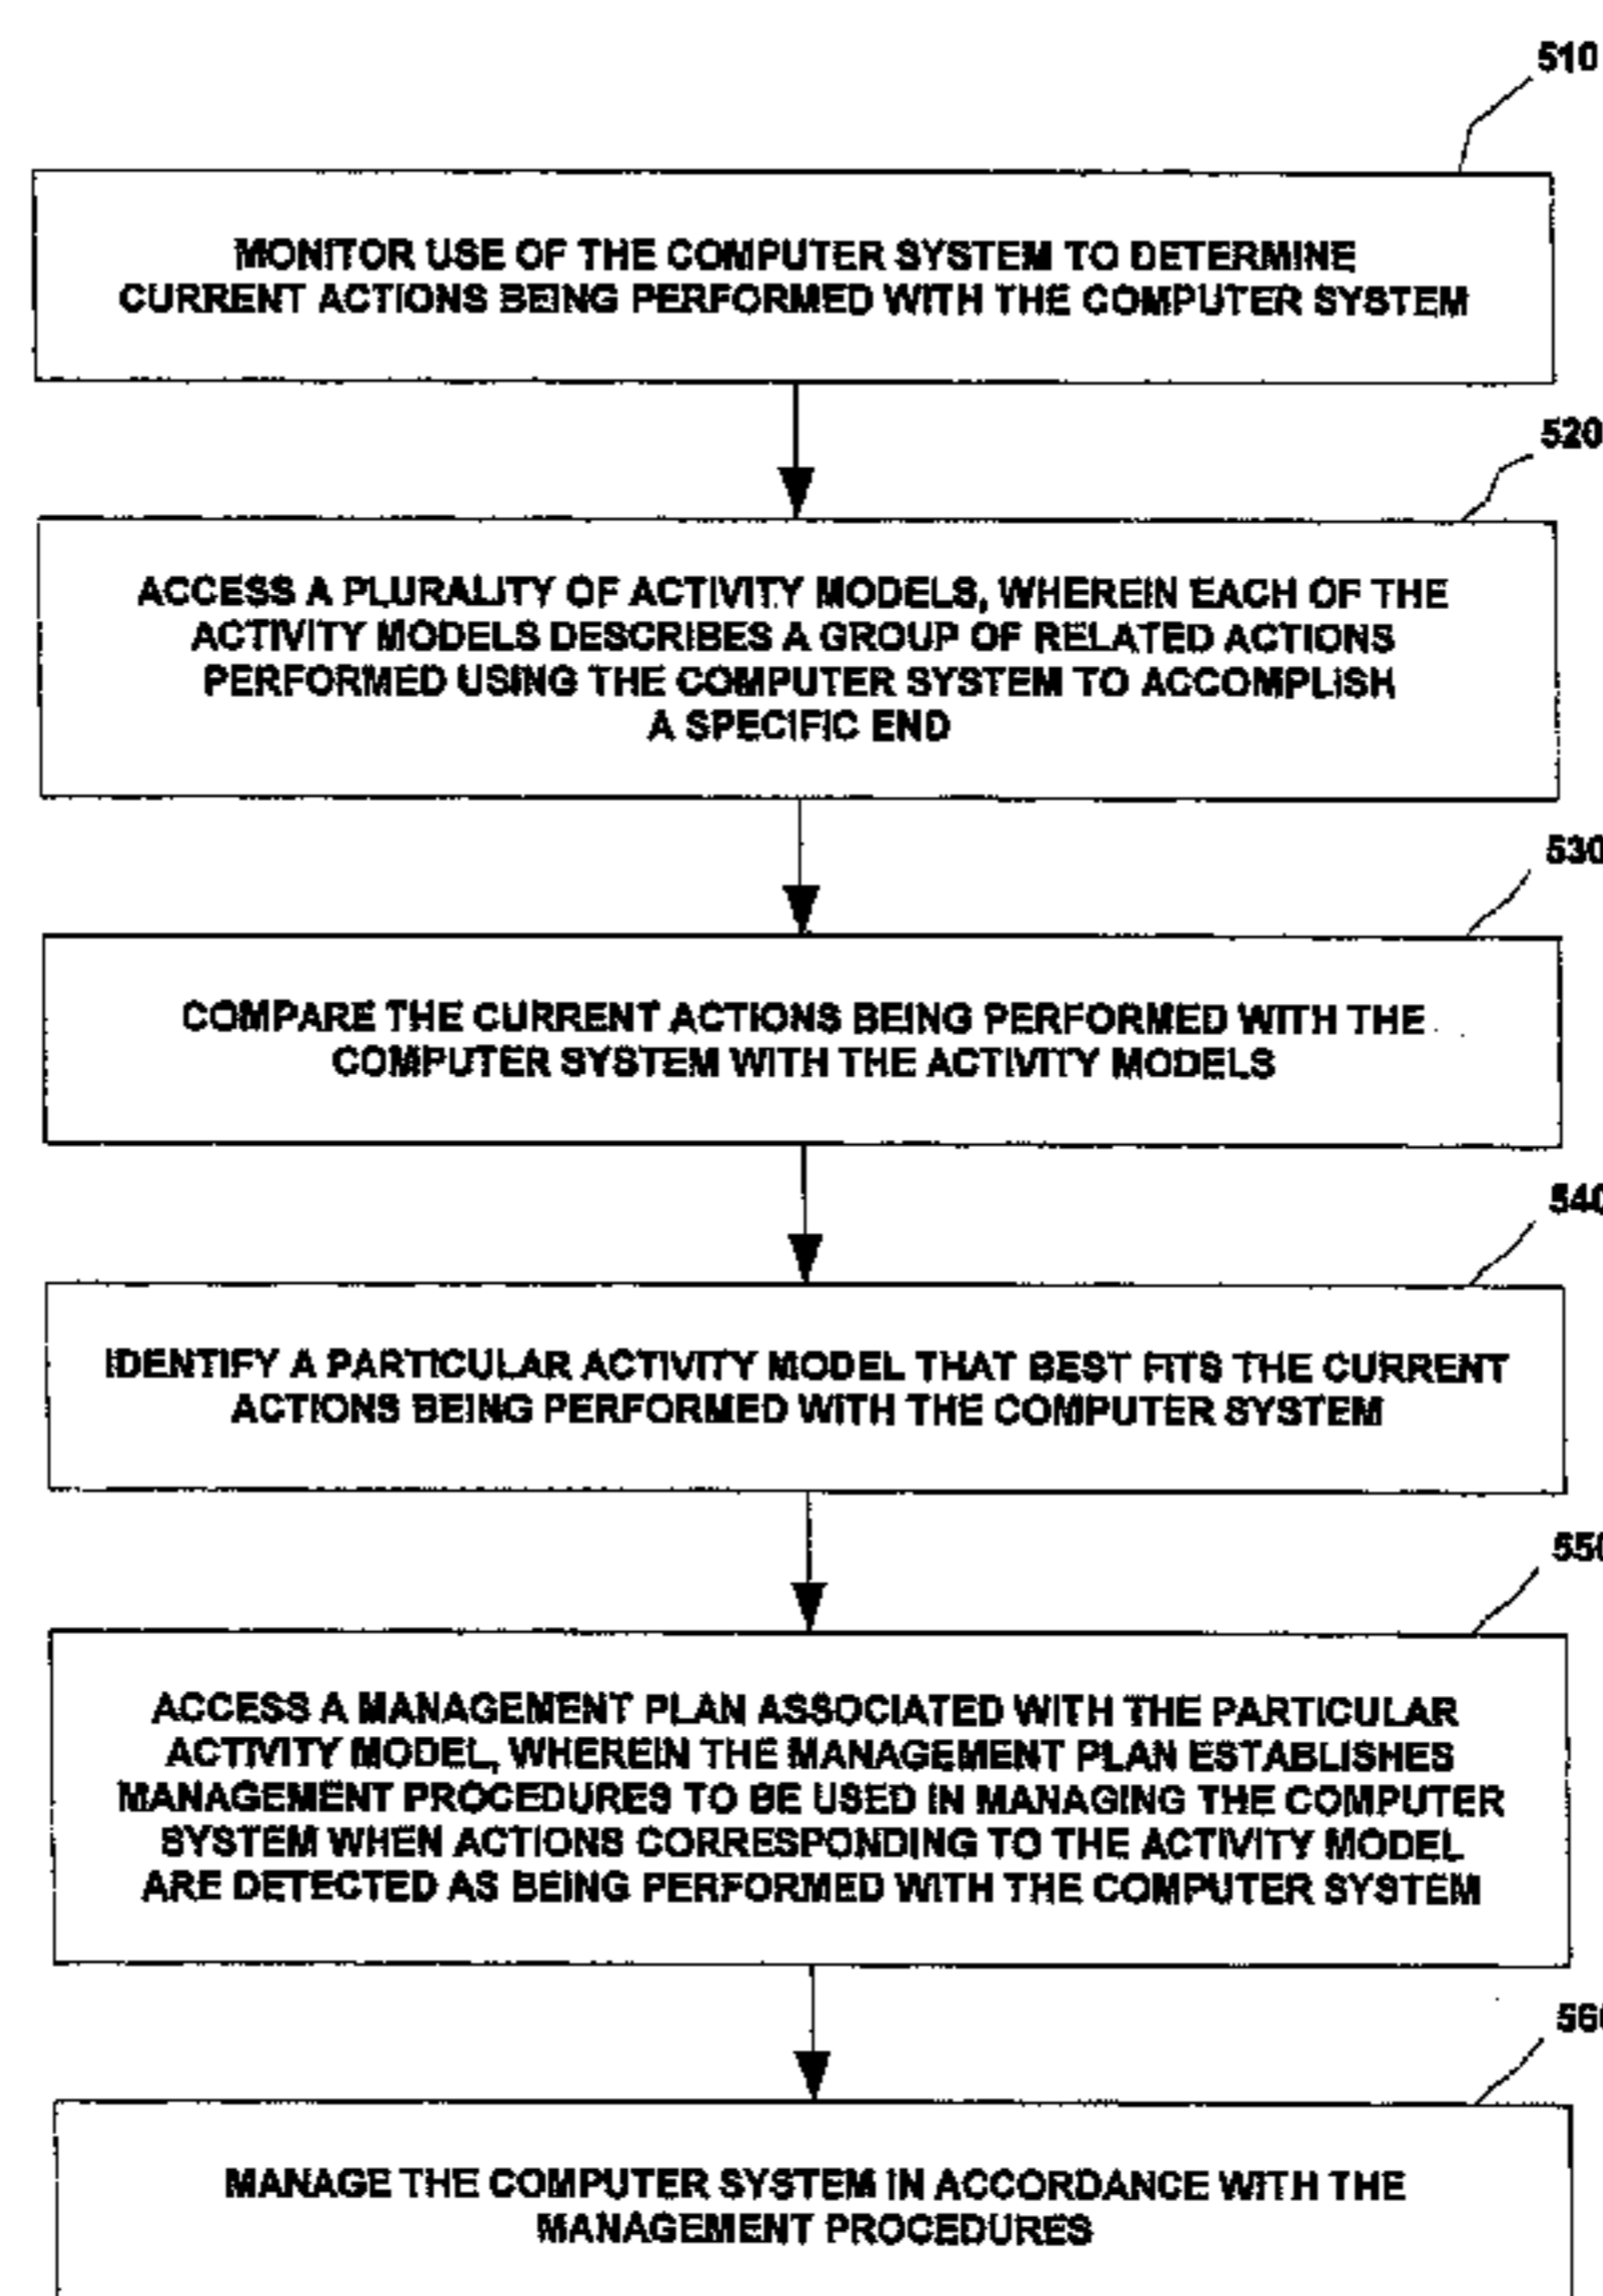 510
MONITOR USE OF THE COMPUTER SYSTEM TO DETERMINE
CURRENT ACTIONS BEING PERFORMED WITH THE COMPUTER SYSTEM
520
ACCESS A PLURALITY OF ACTIVITY MODELS, WHEREIN EACH OF THE
ACTIVITY MODELS DESCRIBES A GROUP OF RELATED ACTIONS
PERFORMED USING THE COMPUTER SYSTEM TO ACCOMPLISH
A SPECIFIC END
530
COMPARE THE CURRENT ACTIONS BEING PERFORMED WITH THE
COMPUTER SYSTEM WITH THE ACTIVITY MODELS
540
IDENTIFY A PARTICULAR ACTIVITY MODEL THAT BEST FITS THE CURRENT
ACTIONS BEING PERFORMED WITH THE COMPUTER SYSTEM
550
ACCESS A MANAGEMENT PLAN ASSOCIATED WITH THE PARTICULAR
ACTIVITY MODEL, WHEREIN THE MANAGEMENT PLAN ESTABLISHES
MANAGEMENT PROCEDURES TO BE USED IN MANAGING THE COMPUTER
SYSTEM WHEN ACTIONS CORRESPONDING TO THE ACTIVITY MODEL
ARE DETECTED AS BEING PERFORMED WITH THE COMPUTER SYSTEM
560
MANAGE THE COMPUTER SYSTEM IN ACCORDANCE WITH THE
MANAGEMENT PROCEDURES